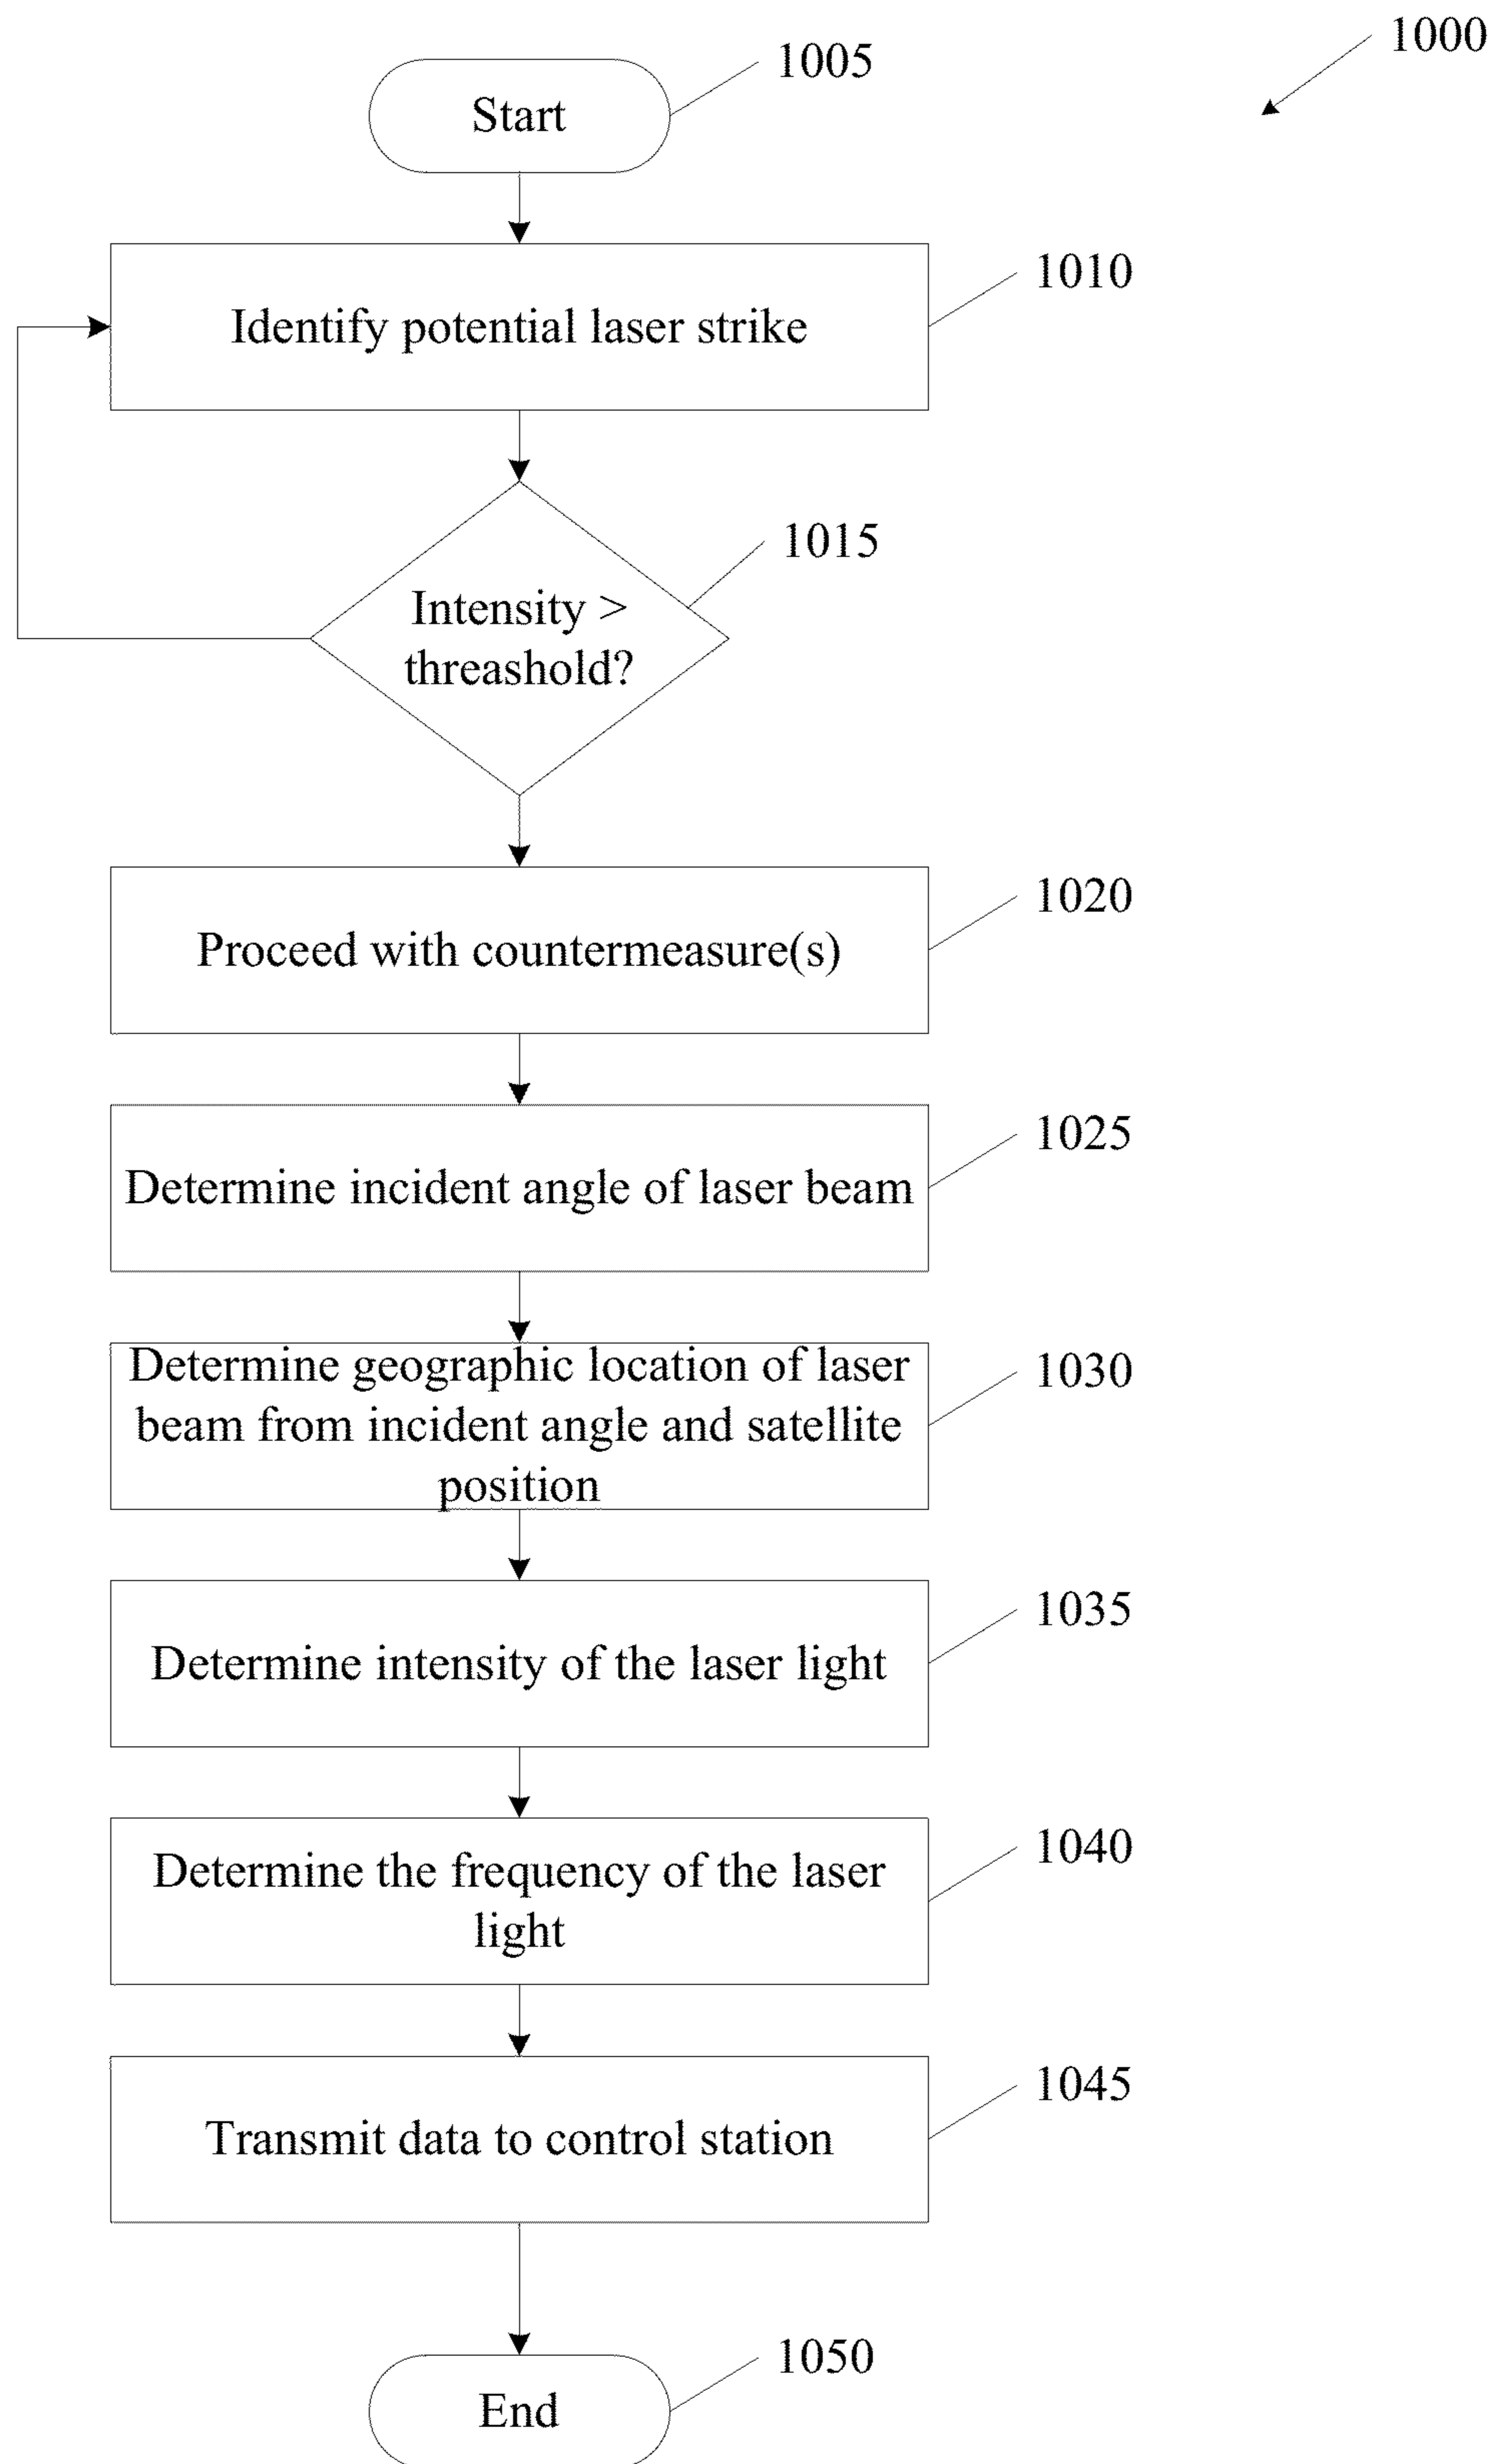 1000
1005
Start
1010
Identify potential laser strike
1015
Intensity >
threashold?
1020
Proceed with countermeasure(s)
1025
Determine incident angle of laser beam
1030
Determine geographic location of laser
beam from incident angle and satellite
position
1035
Determine intensity of the laser light
1040
Determine the frequency of the laser
light
1045
Transmit data to control station
1050
End